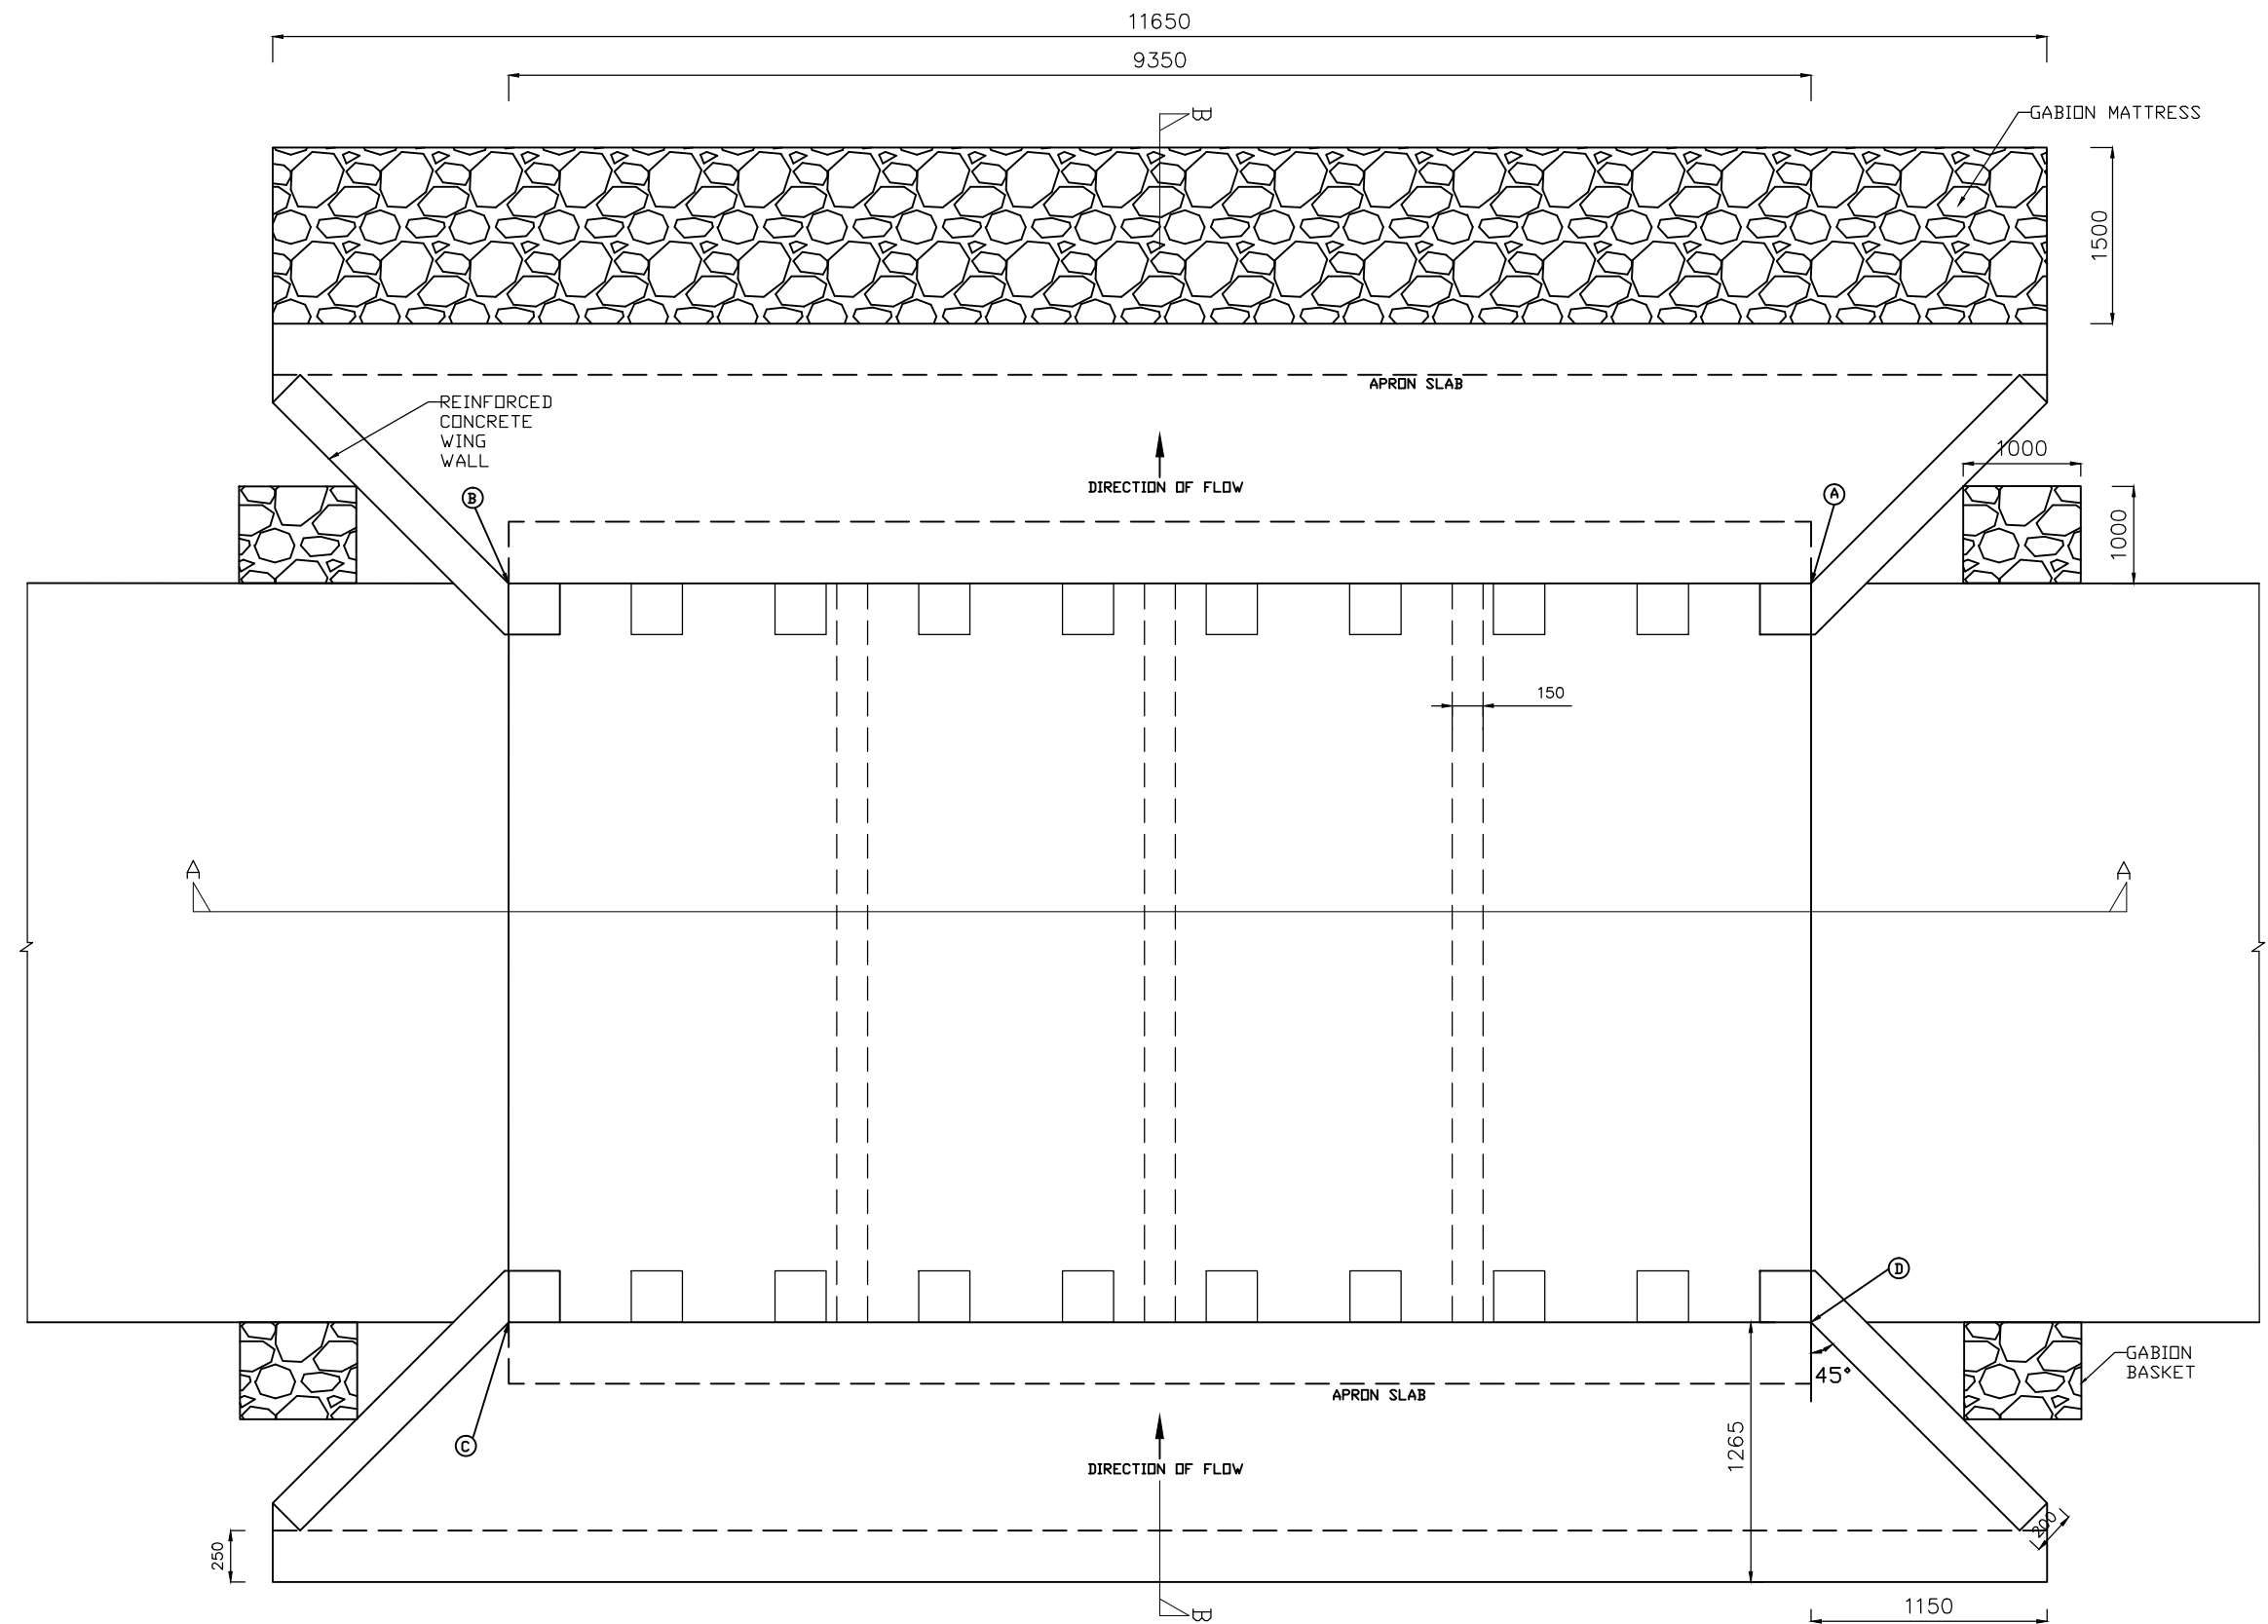 11650
9350
B
GABION MATTRESS
1500
APRON SLAB
REINFORCED
CONCRETE
WING
WALL
1000
DIRECTION OF FLOW
B
A
1000
150
A
A
D
GABION
BASKET
45°
APRON SLAB
C
1265
DIRECTION OF FLOW
200
250
1150
B